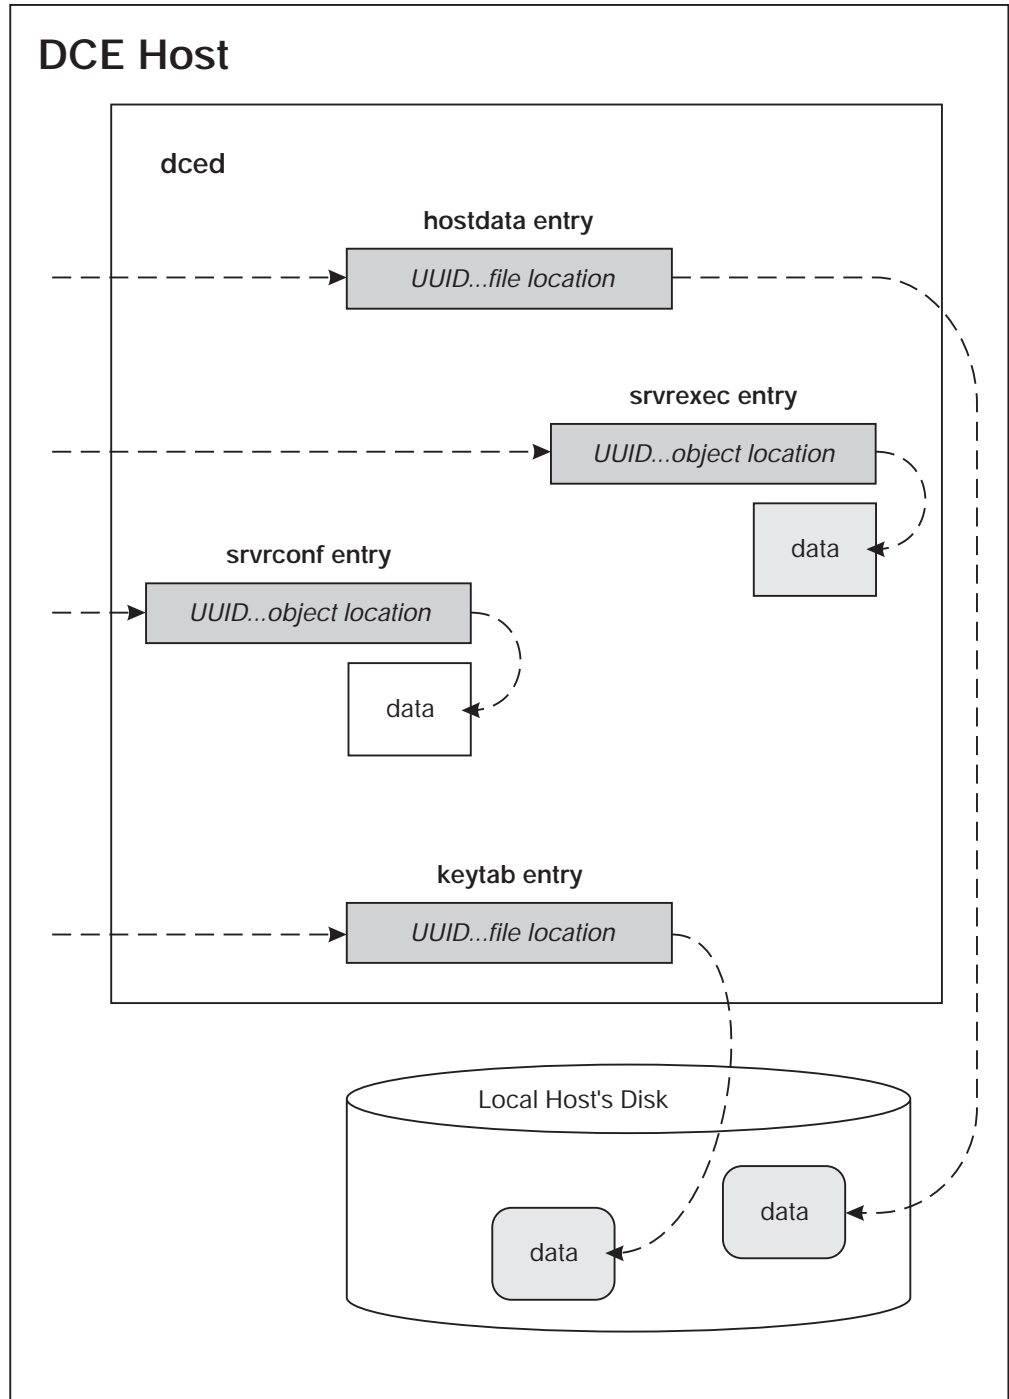 DCE Host
dced
hostdata entry
UUID...file location
srvrexec entry
UUID...object location
data
srvrconf entry
UUID...object location
data
keytab entry
UUID...file location
Local Host's Disk
data
data